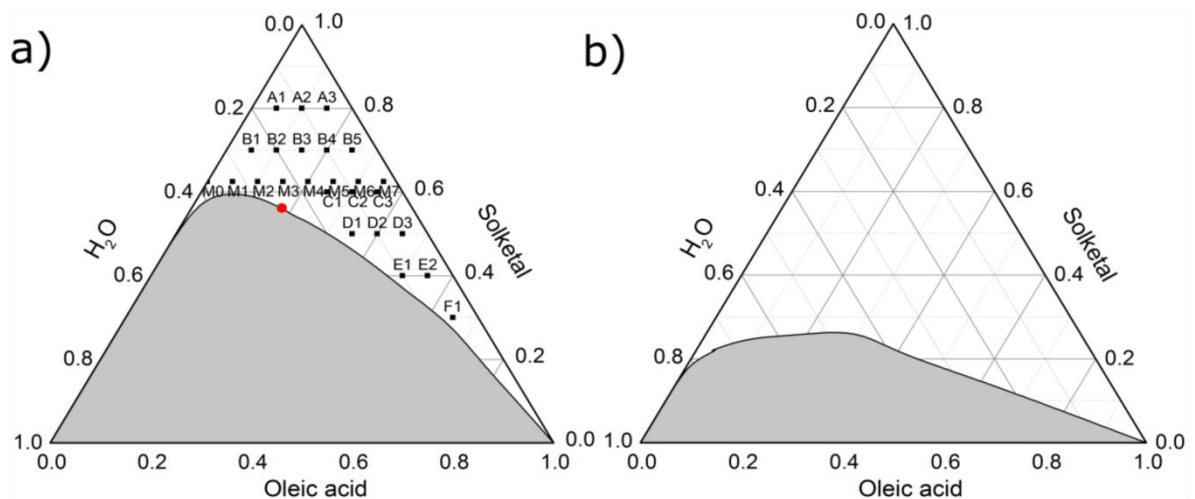 a)
0.0 1.0
A1 A2 A3
0.2 0.8
B1 B2 B3 B4 B5
0.4 M0 M1 M2 M3 M4 M5 M6 M7 0.6
C1 C2 C3
H₂O
Solketal
D1 D2 D3
0.6 E1 E2 0.4
F1
0.8 0.2
1.0 0.0
0.0 0.2 0.4 0.6 0.8 1.0
Oleic acid
b)
0.0 1.0
0.2 0.8
0.4 0.6
H₂O
Solketal
0.6 0.4
0.8 0.2
1.0 0.0
0.0 0.2 0.4 0.6 0.8 1.0
Oleic acid